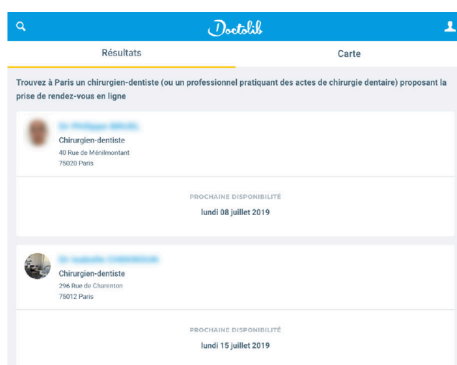 Doctolib
Résultats
Carte
Trouvez à Paris un chirurgien-dentiste (ou un professionnel pratiquant des actes de chirurgie dentaire) proposant la
prise de rendez-vous en ligne
Chirurgien-dentiste
40 Rue de Ménilmontant
75020 Paris
PROCHAINE DISPONIBILITÉ
lundi 08 juillet 2019
Chirurgien-dentiste
296 Rue de Charenton
75012 Paris
PROCHAINE DISPONIBILITÉ
lundi 15 juillet 2019